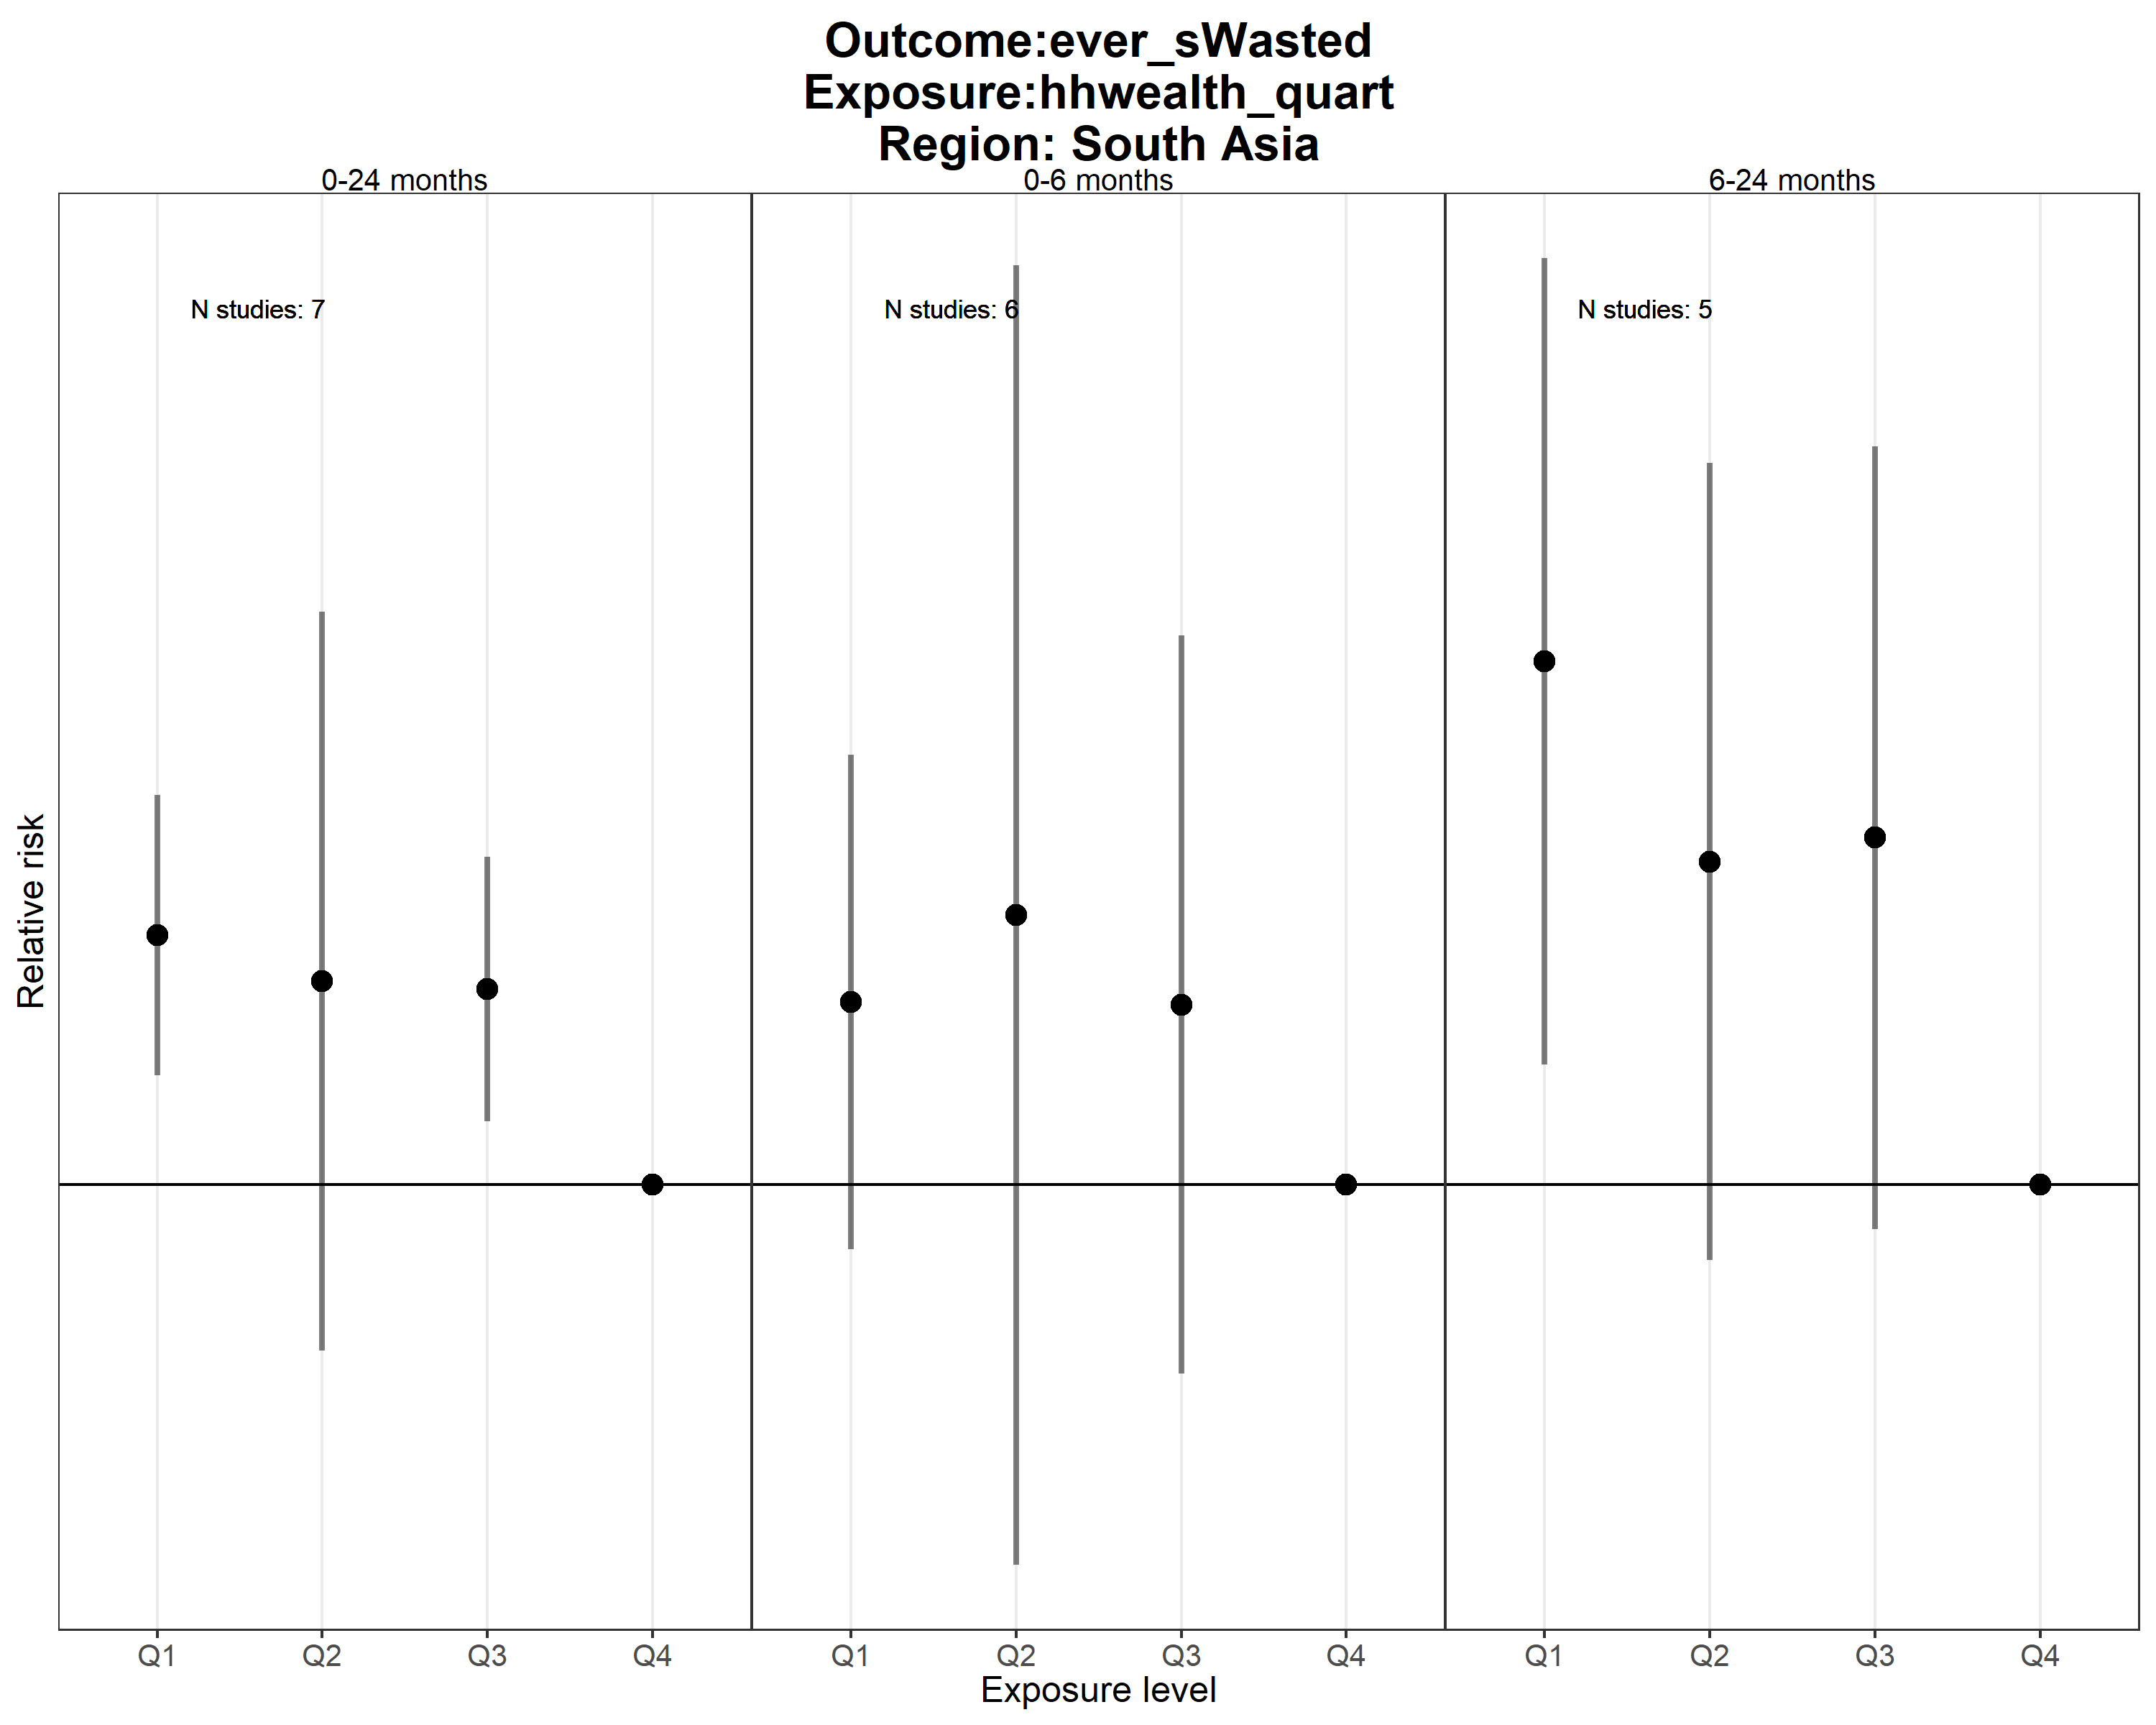 Outcome:ever_sWasted
Exposure:hhwealth_quart
Region: South Asia
0-24 months
0-6 months
6-24 months
N studies: 7
N studies: 6
N studies: 5
Relative risk
Q1
Q2
Q3
Q4
Q1
Q2
Q3
Q4
Q1
Q2
Q3
Q4
Exposure level